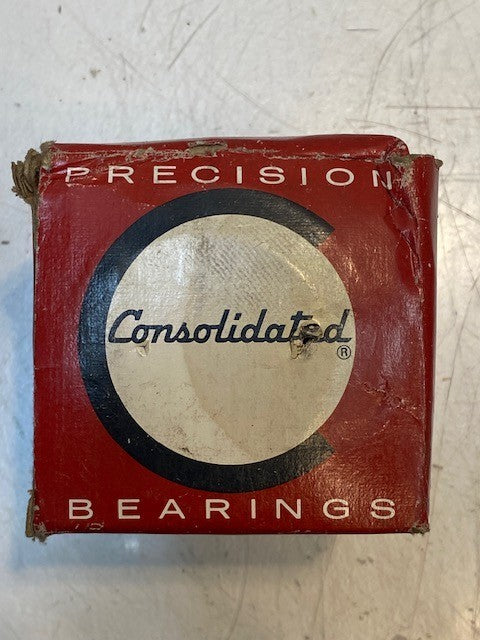 PRECISION
Consolidated
®
BEARINGS